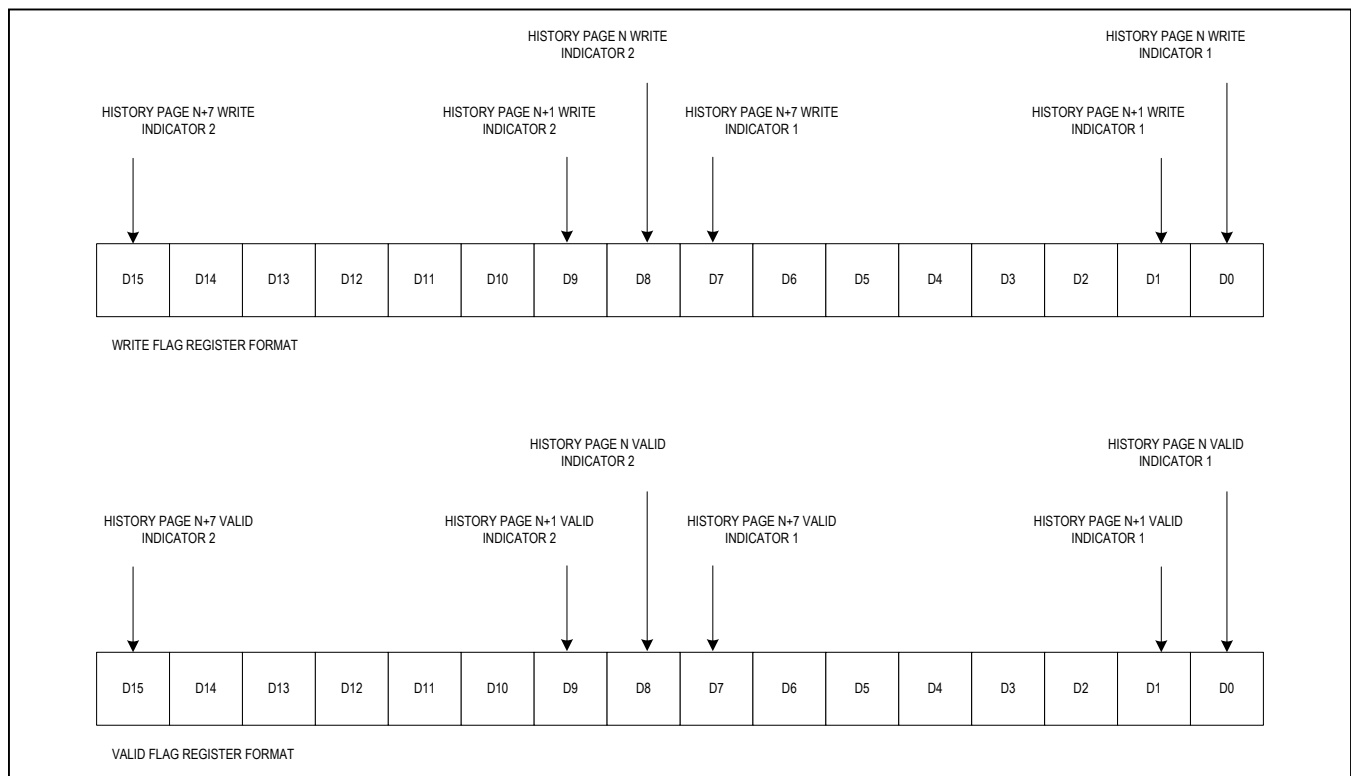 HISTORY PAGE N WRITE
INDICATOR 2
HISTORY PAGE N WRITE
INDICATOR 1
HISTORY PAGE N+7 WRITE
INDICATOR 2
HISTORY PAGE N+1 WRITE
INDICATOR 2
HISTORY PAGE N+7 WRITE
INDICATOR 1
HISTORY PAGE N+1 WRITE
INDICATOR 1
D15 D14 D13 D12 D11 D10 D9 D8 D7 D6 D5 D4 D3 D2 D1 D0
WRITE FLAG REGISTER FORMAT
HISTORY PAGE N VALID
INDICATOR 2
HISTORY PAGE N VALID
INDICATOR 1
HISTORY PAGE N+7 VALID
INDICATOR 2
HISTORY PAGE N+1 VALID
INDICATOR 2
HISTORY PAGE N+7 VALID
INDICATOR 1
HISTORY PAGE N+1 VALID
INDICATOR 1
D15 D14 D13 D12 D11 D10 D9 D8 D7 D6 D5 D4 D3 D2 D1 D0
VALID FLAG REGISTER FORMAT